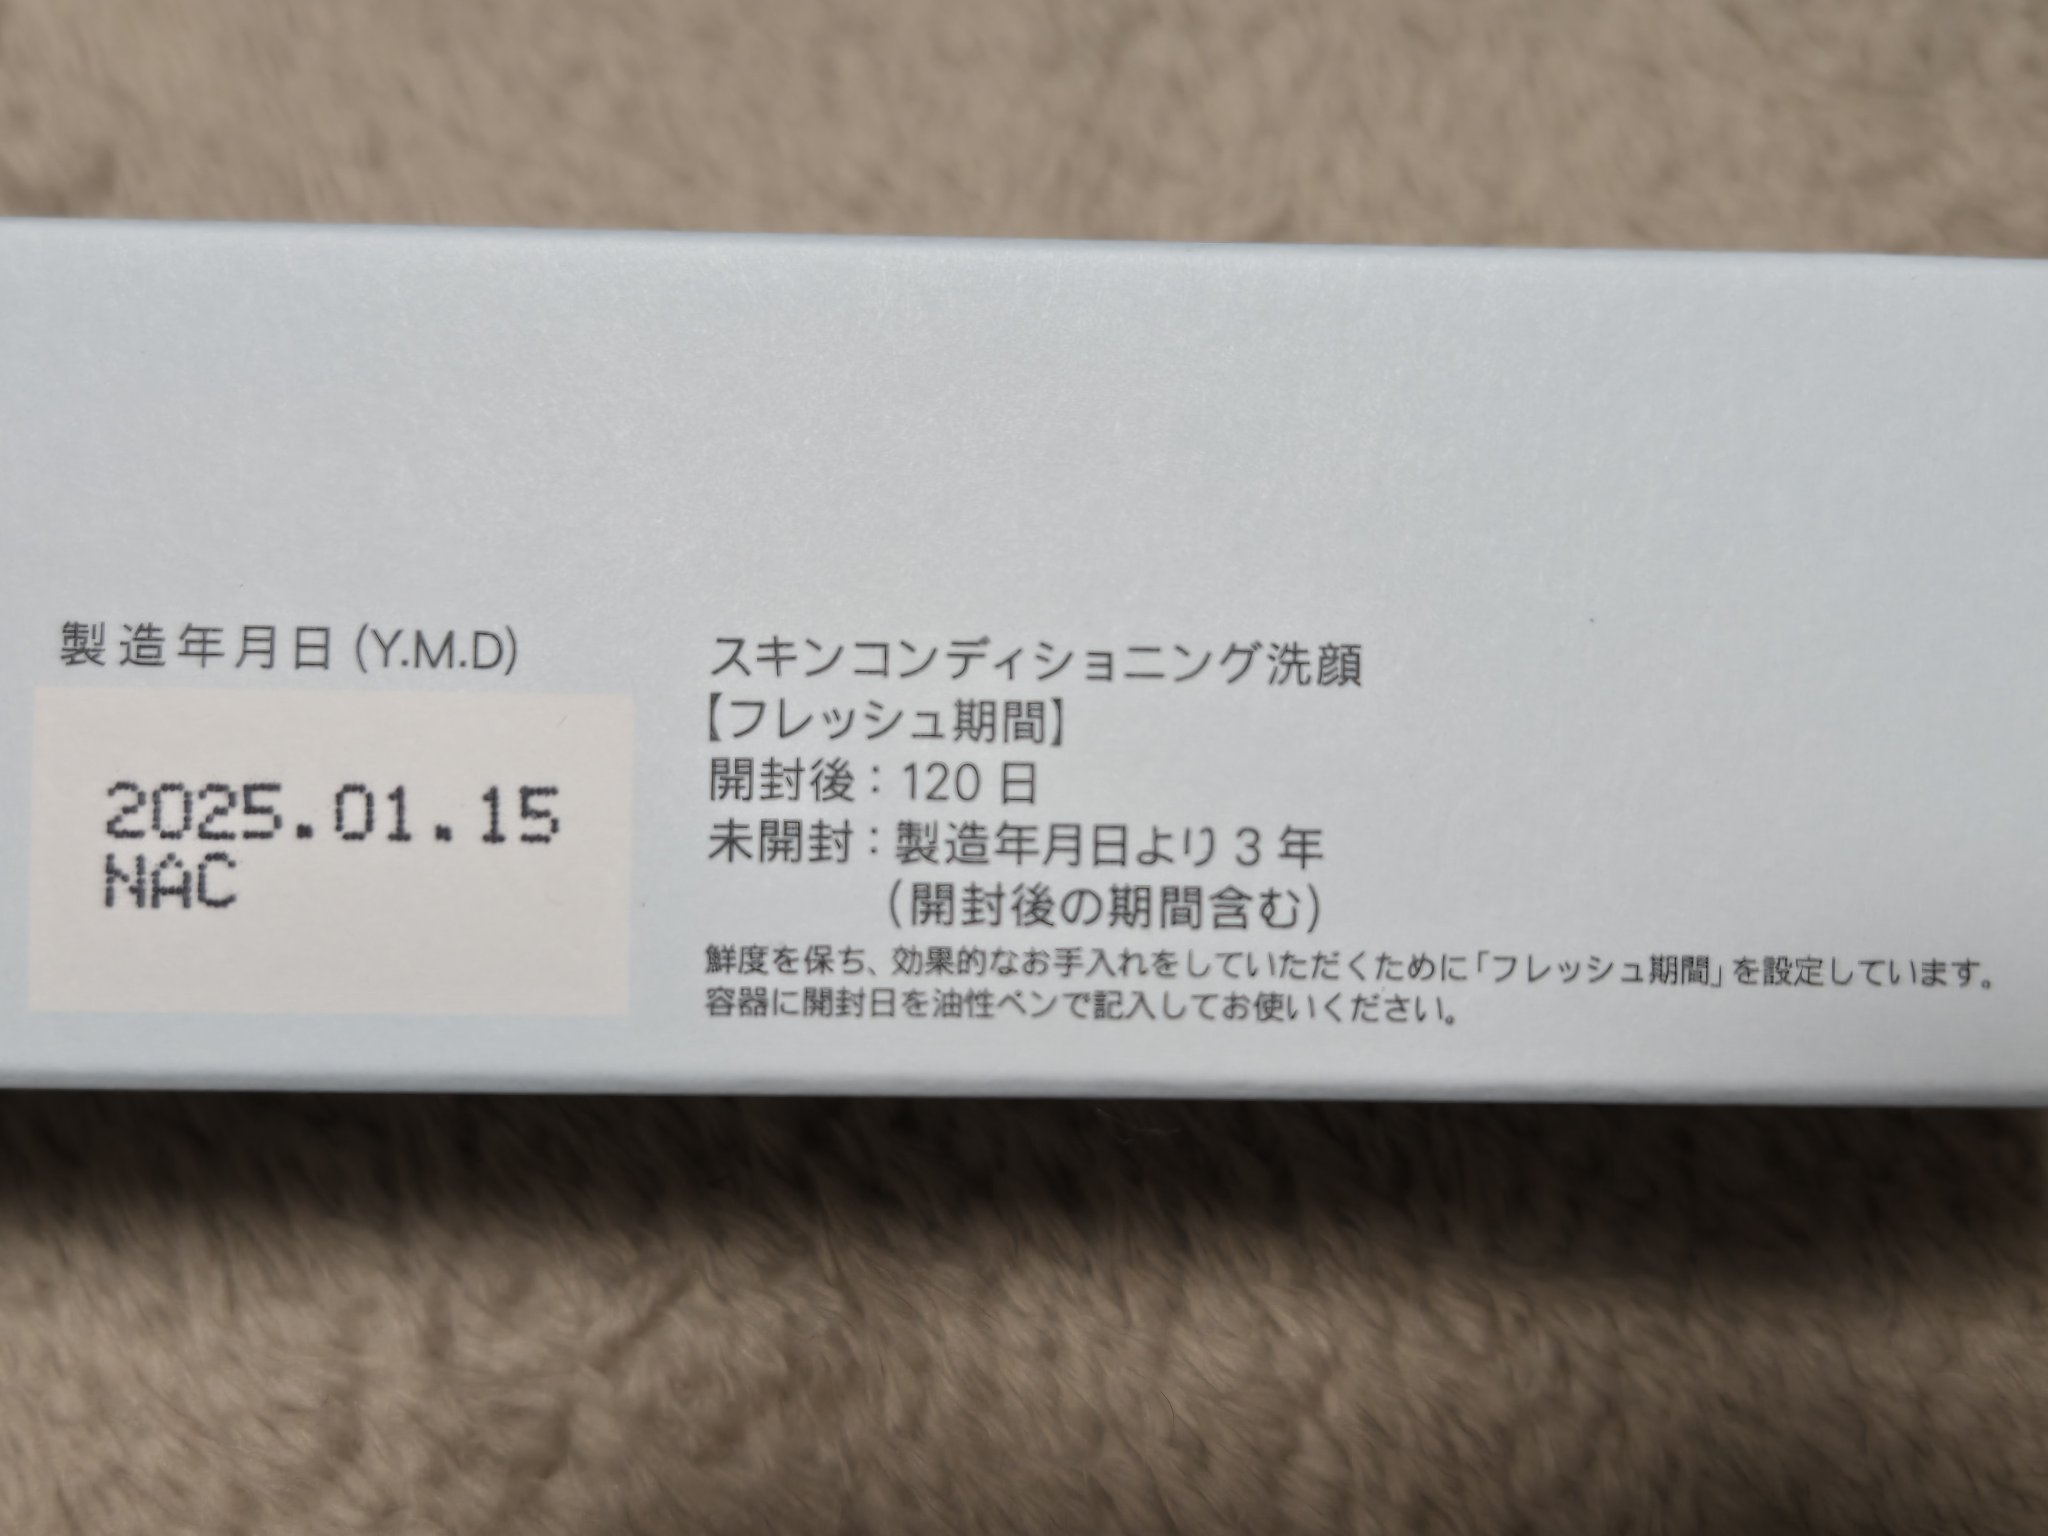 製造年月日(Y.M.D)
2025.01.15
NAC
スキンコンディショニング洗顔
【フレッシュ期間】
開封後：120日
未開封：製造年月日より3年
(開封後の期間含む)
鮮度を保ち、効果的なお手入れをしていただくために「フレッシュ期間」を設定しています。
容器に開封日を油性ペンで記入してお使いください。